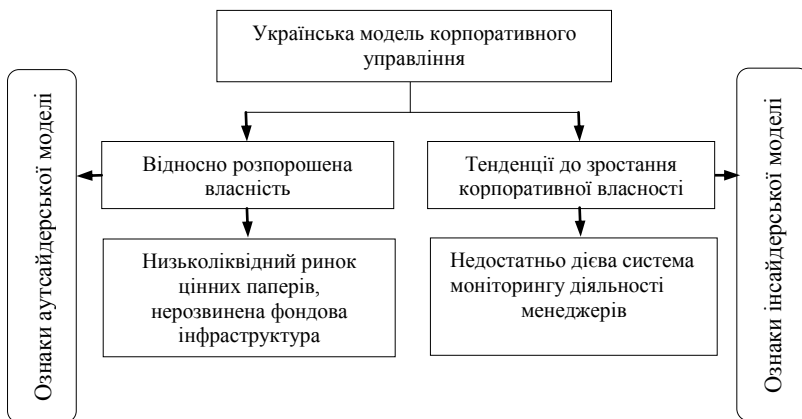 Українська модель корпоративного
управління
Ознаки аутсайдерської моделі
Відносно розпорошена
власність
Тенденції до зростання
корпоративної власності
Низьколіквідний ринок
цінних паперів,
нерозвинена фондова
інфраструктура
Недостатньо дієва система
моніторингу діяльності
менеджерів
Ознаки інсайдерської моделі